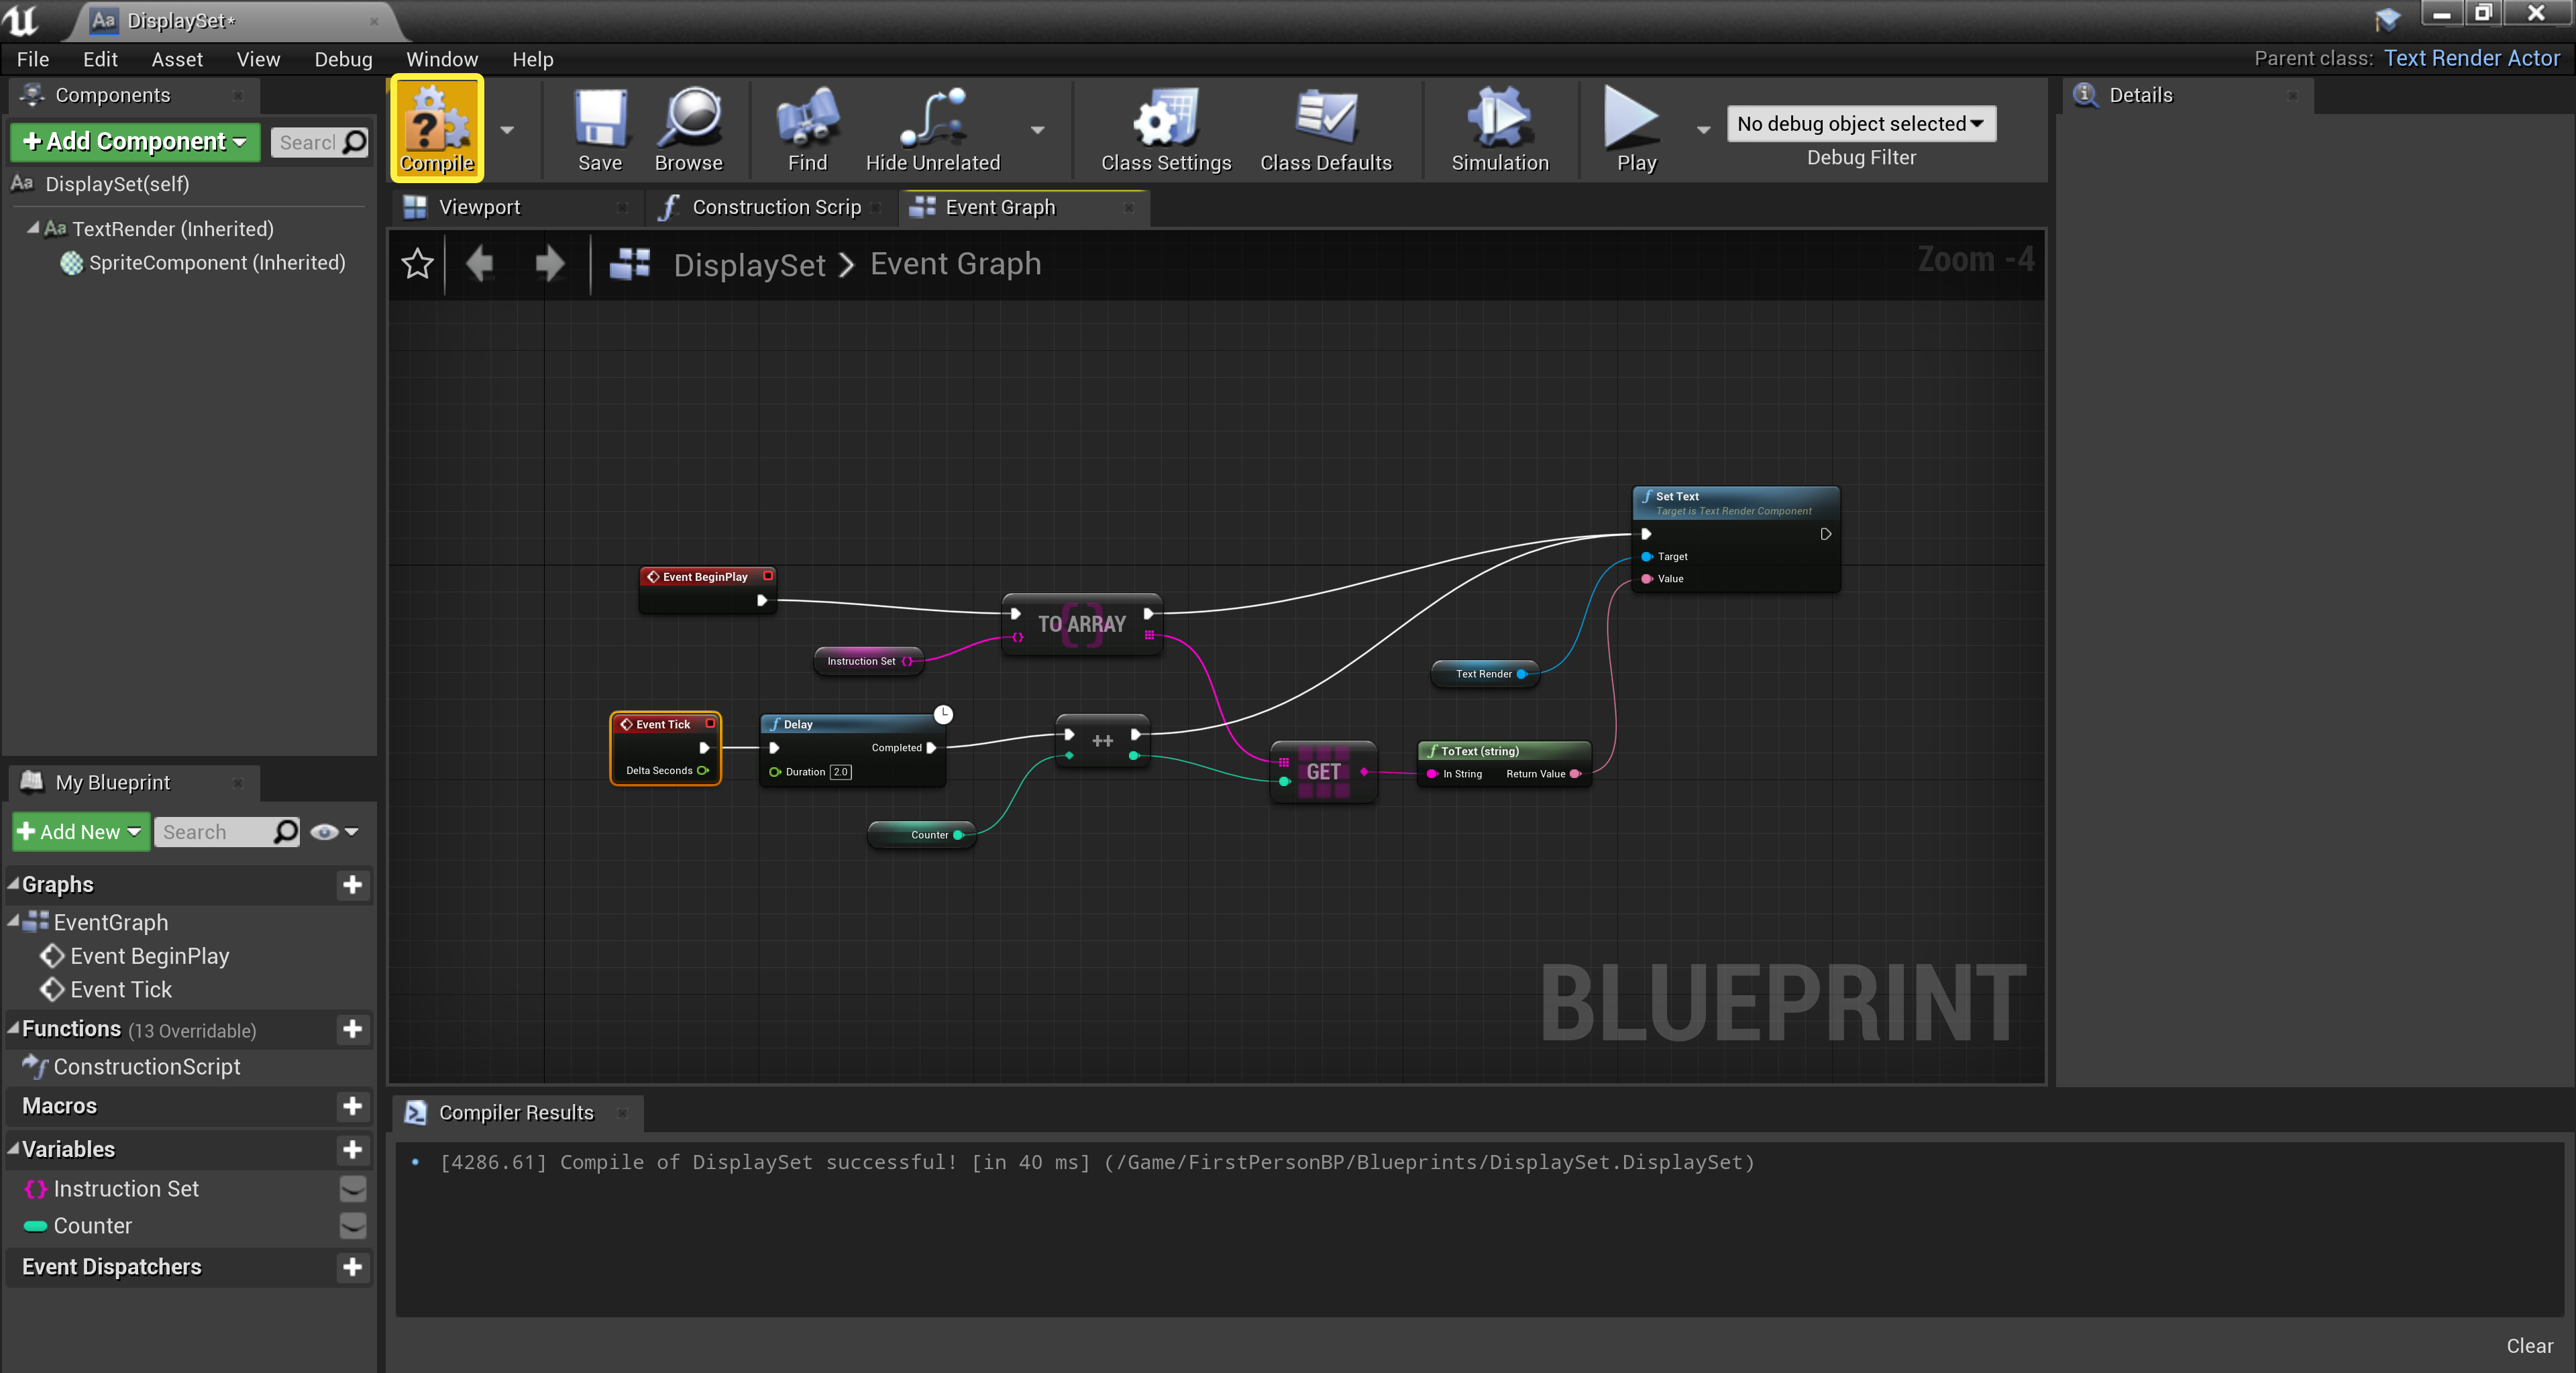 DisplaySet*
File Edit Asset View Debug Window Help
Parent class: Text Render Actor
Components
Add Component
Searcl
DisplaySet(self)
TextRender (Inherited)
SpriteComponent (Inherited)
Compile
Save
Browse
Find
Hide Unrelated
Class Settings
Class Defaults
Simulation
Play
No debug object selected
Debug Filter
Details
Viewport
Construction Scrip
Event Graph
DisplaySet > Event Graph
Zoom -4
Set Text
Target is Text Render Component
Target
Value
Event BeginPlay
TO ARRAY
Instruction Set
Text Render
Event Tick
Delta Seconds
Delay
Completed
Duration 2.0
++
Counter
GET
ToText (string)
In String Return Value
BLUEPRINT
My Blueprint
Add New
Search
Graphs
EventGraph
Event BeginPlay
Event Tick
Functions (13 Overridable)
ConstructionScript
Macros
Variables
Instruction Set
Counter
Event Dispatchers
Compiler Results
[4286.61] Compile of DisplaySet successful! [in 40 ms] (/Game/FirstPersonBP/Blueprints/DisplaySet.DisplaySet)
Clear